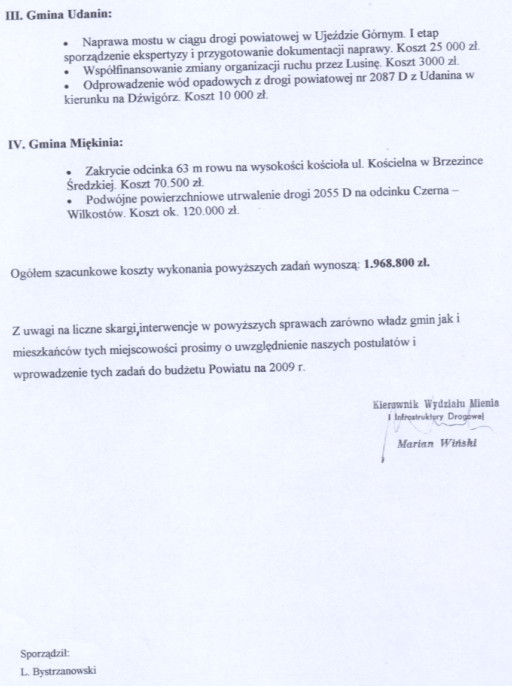 III. Gmina Udanin:
• Naprawa mostu w ciągu drogi powiatowej w Ujeździe Górnym. I etap
sporządzenie ekspertyzy i przygotowanie dokumentacji naprawy. Koszt 25 000 zł.
• Współfinansowanie zmiany organizacji ruchu przez Lusinę. Koszt 3000 zł.
• Odprowadzenie wód opadowych z drogi powiatowej nr 2087 D z Udanina w
kierunku na Dźwigórz. Koszt 10 000 zł.
IV. Gmina Miękinia:
• Zakrycie odcinka 63 m rowu na wysokości kościoła ul. Kościelna w Brzezince
Średzkiej. Koszt 70.500 zł.
• Podwójne powierzchniowe utrwalenie drogi 2055 D na odcinku Czerna –
Wilkostów. Koszt ok. 120.000 zł.
Ogółem szacunkowe koszty wykonania powyższych zadań wynoszą: 1.968.800 zł.
Z uwagi na liczne skargi,interwencje w powyższych sprawach zarówno władz gmin jak i
mieszkańców tych miejscowości prosimy o uwzględnienie naszych postulatów i
wprowadzenie tych zadań do budżetu Powiatu na 2009 r.
Kierownik Wydziału Mienia
i Infrastruktury Drogowej
Marian Wiński
Sporządził:
L. Bystrzanowski